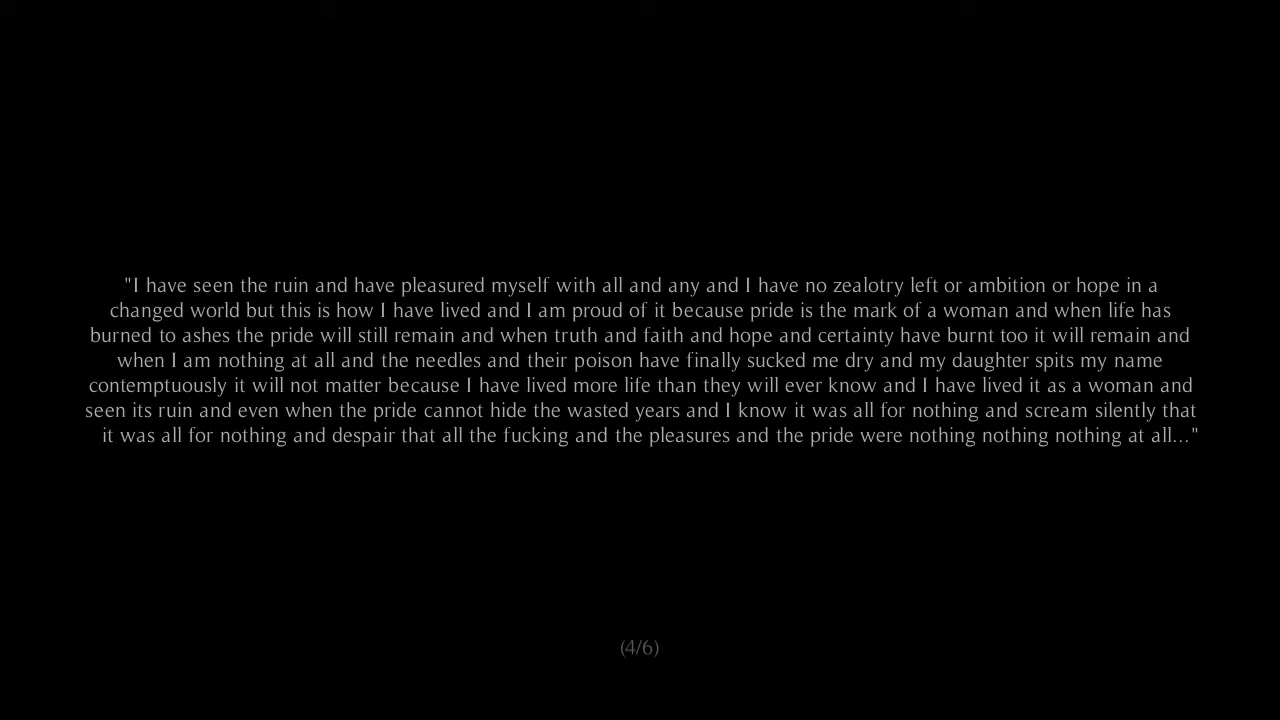 "I have seen the ruin and have pleasured myself with all and any and I have no zealotry left or ambition or hope in a
changed world but this is how I have lived and I am proud of it because pride is the mark of a woman and when life has
burned to ashes the pride will still remain and when truth and faith and hope and certainty have burnt too it will remain and
when I am nothing at all and the needles and their poison have finally sucked me dry and my daughter spits my name
contemptuously it will not matter because I have lived more life than they will ever know and I have lived it as a woman and
seen its ruin and even when the pride cannot hide the wasted years and I know it was all for nothing and scream silently that
it was all for nothing and despair that all the fucking and the pleasures and the pride were nothing nothing nothing at all..."
(4/6)